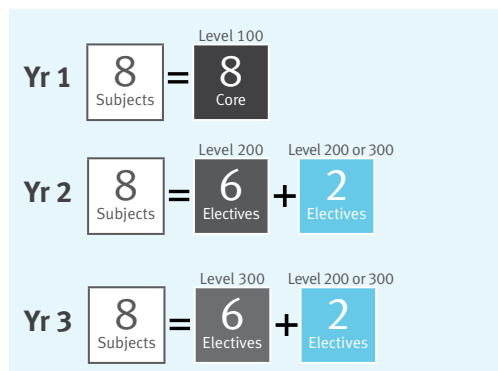 Level 100
Yr 1 8 = 8
Subjects Core
Level 200 Level 200 or 300
Yr 2 8 = 6 + 2
Subjects Electives Electives
Level 300 Level 200 or 300
Yr 3 8 = 6 + 2
Subjects Electives Electives